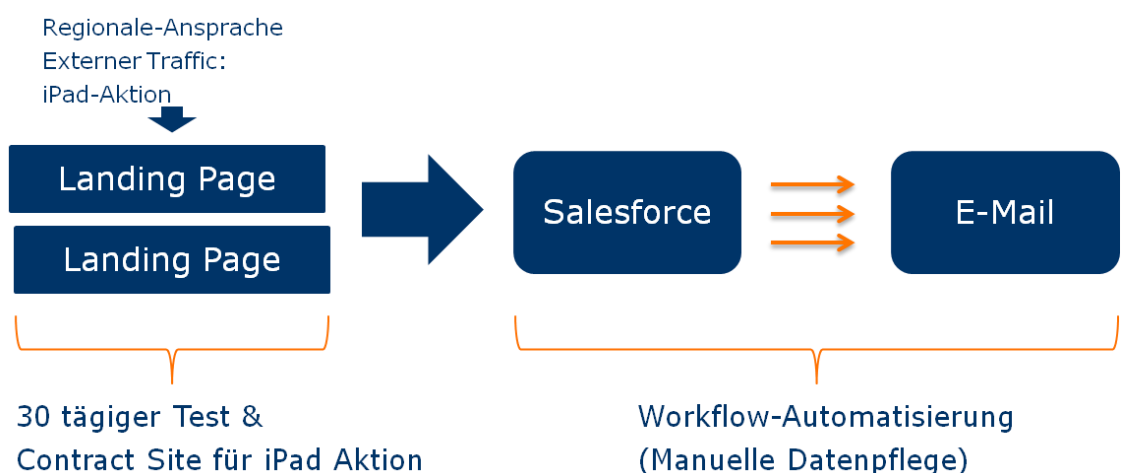 Regionale-Ansprache
Externer Traffic:
iPad-Aktion
Landing Page
Landing Page
Salesforce
E-Mail
30 tägiger Test &
Contract Site für iPad Aktion
Workflow-Automatisierung
(Manuelle Datenpflege)